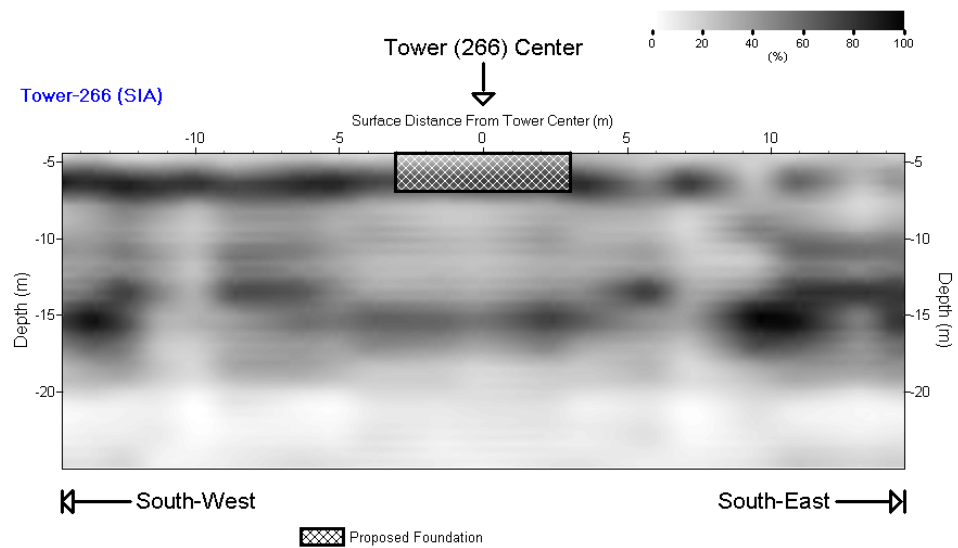 0 20 40 60 80 100
(%)
Tower (266) Center
Tower-266 (SIA)
Surface Distance From Tower Center (m)
-10 -5 0 5 10
-5 -5
-10 -10
-15 -15
-20 -20
Depth (m)
Depth (m)
South-West
South-East
Proposed Foundation